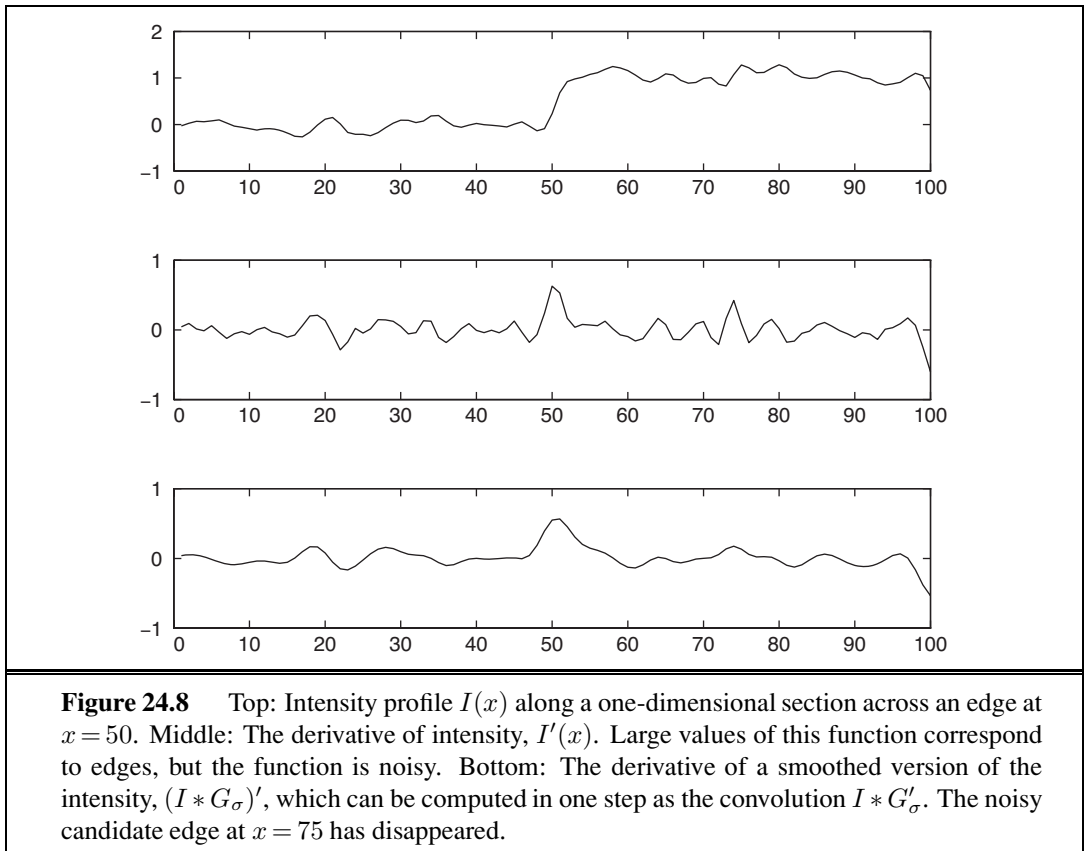 2
1
0
−1
0 10 20 30 40 50 60 70 80 90 100
1
0
−1
0 10 20 30 40 50 60 70 80 90 100
1
0
−1
0 10 20 30 40 50 60 70 80 90 100
Figure 24.8 Top: Intensity profile I(x) along a one-dimensional section across an edge at
x = 50. Middle: The derivative of intensity, I′(x). Large values of this function correspond
to edges, but the function is noisy. Bottom: The derivative of a smoothed version of the
intensity, (I ∗ Gσ)′, which can be computed in one step as the convolution I ∗ G′σ. The noisy
candidate edge at x = 75 has disappeared.